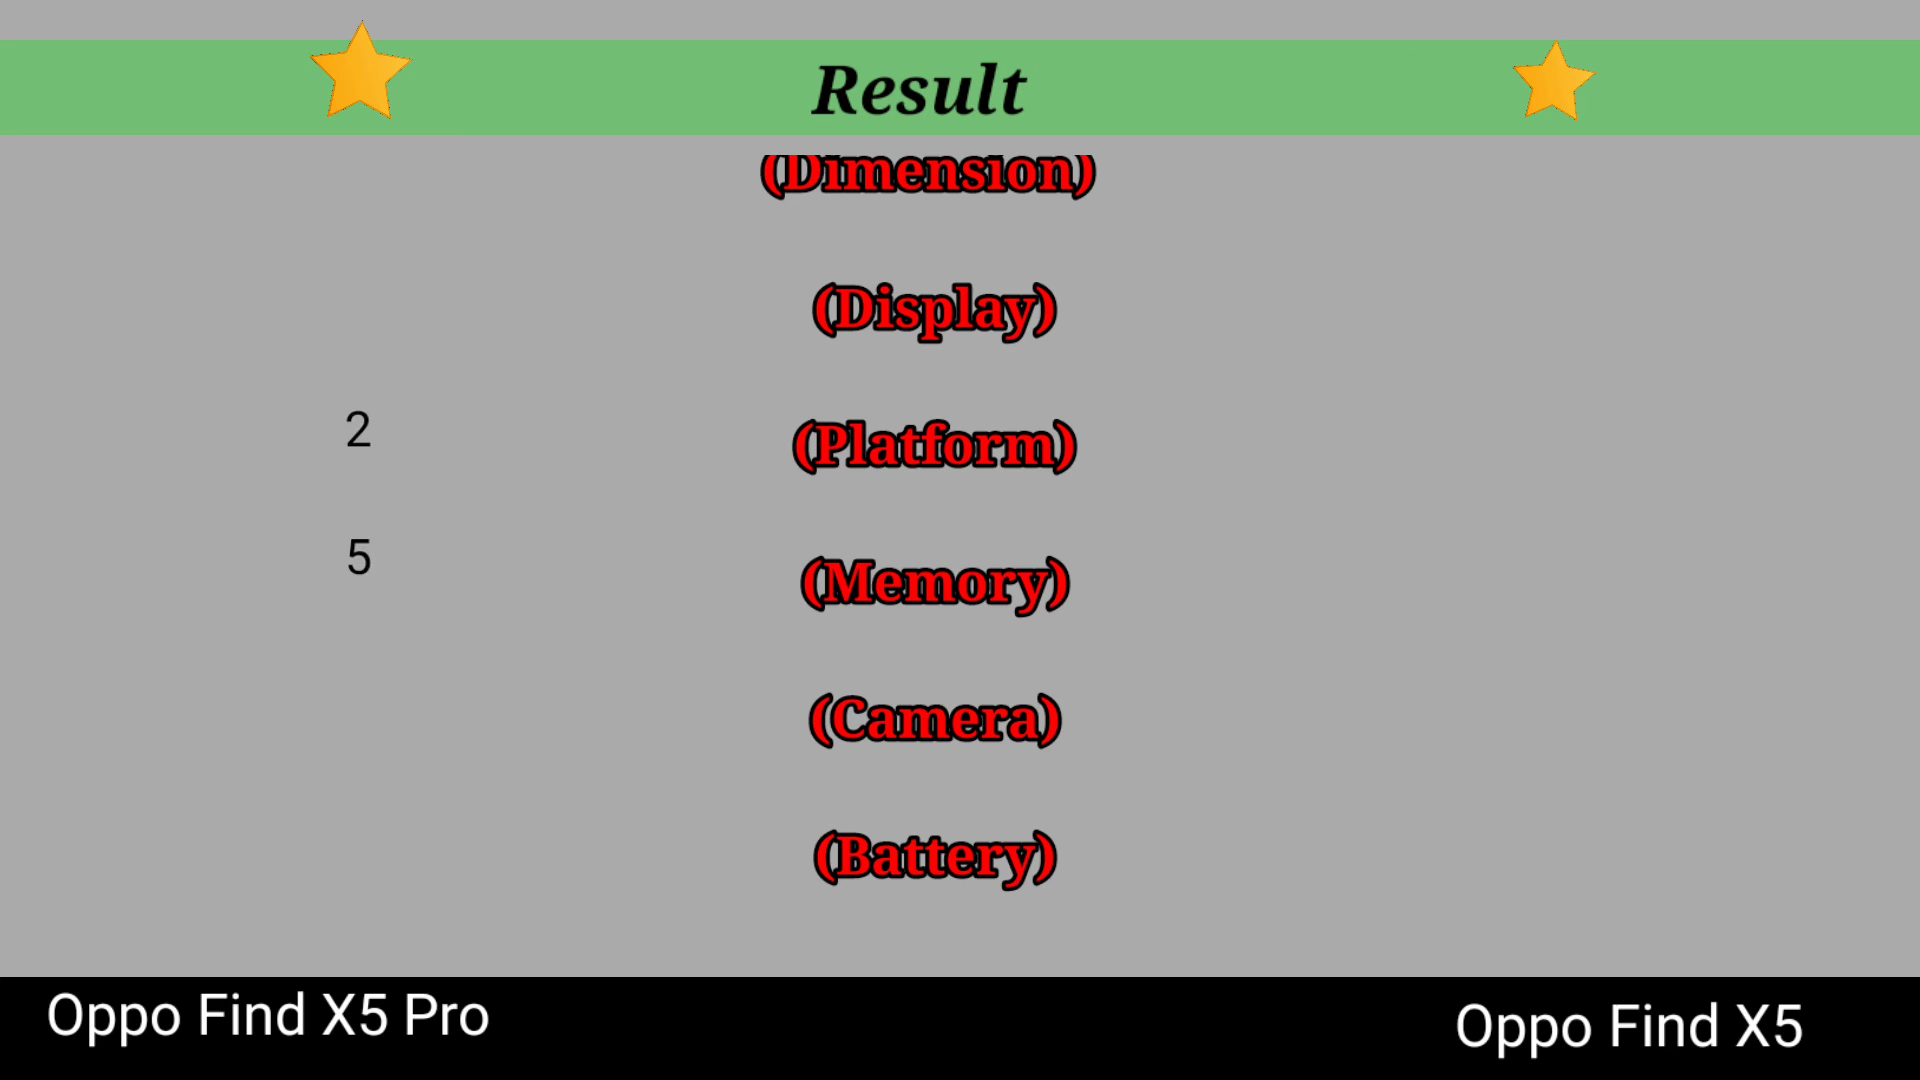 Result
(Dimension)
(Display)
2
(Platform)
5
(Memory)
(Camera)
(Battery)
Oppo Find X5 Pro
Oppo Find X5